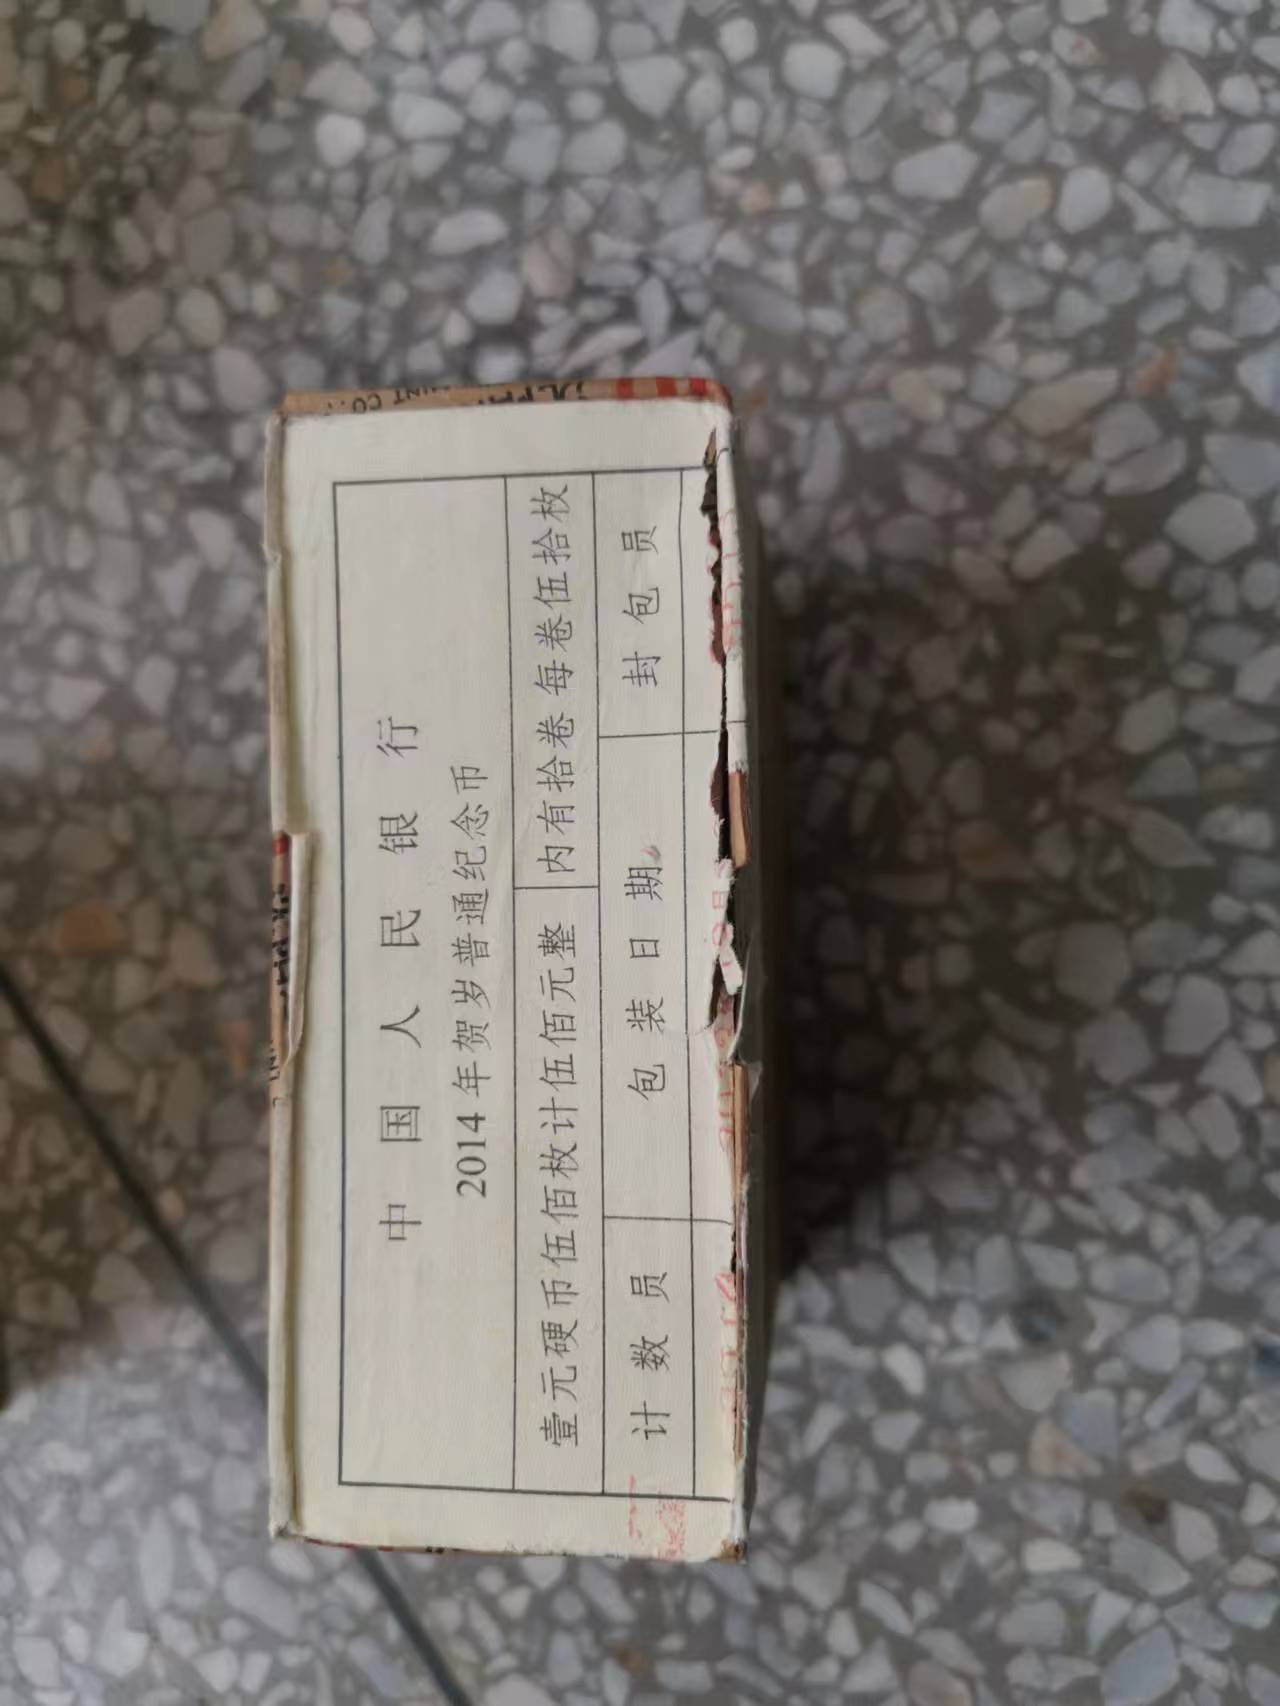 中国人民银行
2014年贺岁普通纪念币
壹元硬币伍佰枚计伍佰元整 内有拾卷每卷伍拾枚
计数员 包装日期 封包员
MINT CO.,